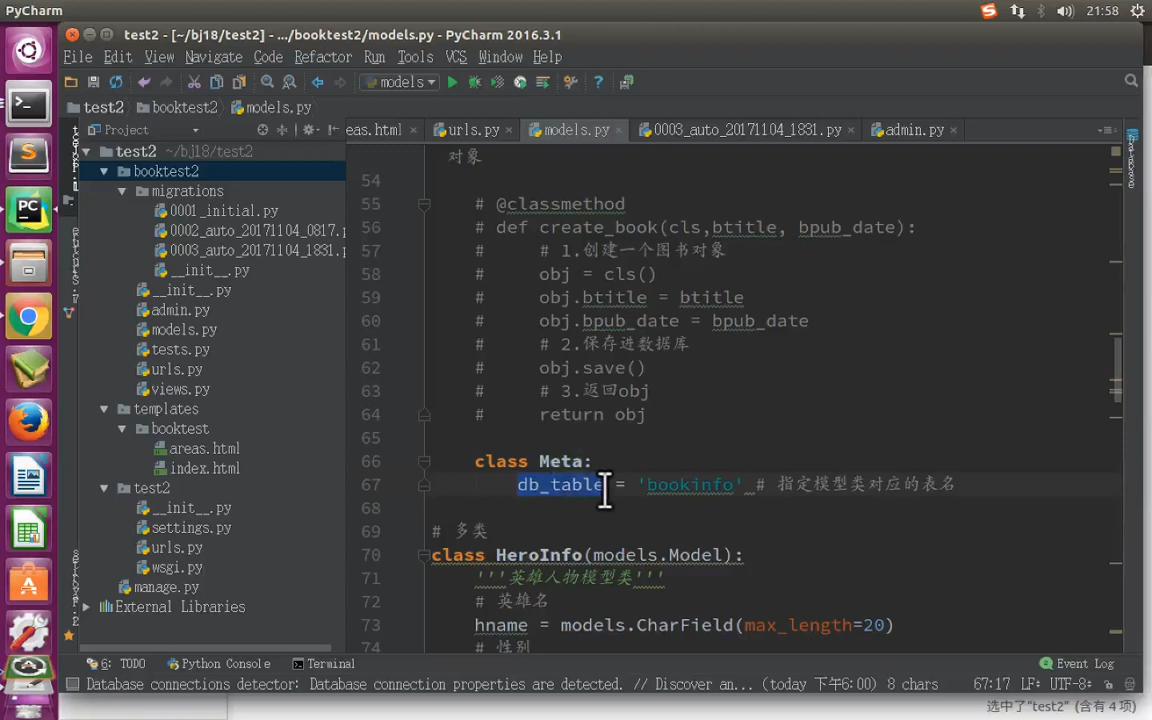 PyCharm
21:58
test2 - [~/bj18/test2] - .../booktest2/models.py - PyCharm 2016.3.1
File Edit View Navigate Code Refactor Run Tools VCS Window Help
models
test2 booktest2 models.py
Project
eas.html urls.py models.py 0003_auto_20171104_1831.py admin.py
test2 ~/bj18/test2
booktest2
migrations
0001_initial.py
0002_auto_20171104_0817.p
0003_auto_20171104_1831.p
__init__.py
__init__.py
admin.py
models.py
tests.py
urls.py
views.py
templates
booktest
areas.html
index.html
test2
__init__.py
settings.py
urls.py
wsgi.py
manage.py
External Libraries
对象
54
55 # @classmethod
56 # def create_book(cls,btitle, bpub_date):
57 # # 1.创建一个图书对象
58 # obj = cls()
59 # obj.btitle = btitle
60 # obj.bpub_date = bpub_date
61 # # 2.保存进数据库
62 # obj.save()
63 # # 3.返回obj
64 # return obj
65
66 class Meta:
67 db_table = 'bookinfo' # 指定模型类对应的表名
68
69 # 多类
70 class HeroInfo(models.Model):
71 '''英雄人物模型类'''
72 # 英雄名
73 hname = models.CharField(max_length=20)
74 # 性别
6: TODO Python Console Terminal Event Log
Database connections detector: Database connection properties are detected. // Discover an... (today 下午6:00) 8 chars 67:17 LF÷ UTF-8÷
选中了"test2" (含有 4 项)